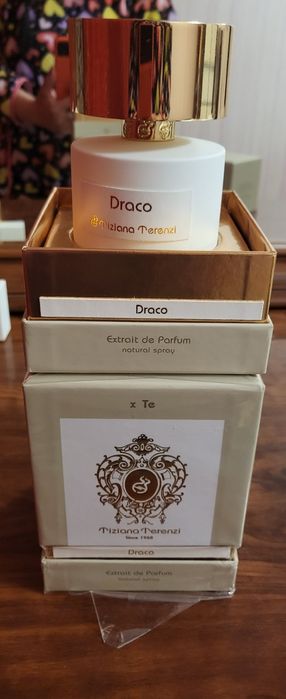 Draco
Tiziana Terenzi
Draco
Extrait de Parfum
natural spray
x Te
Tiziana Terenzi
Since 1968
Draco
Extrait de Parfum
natural spray